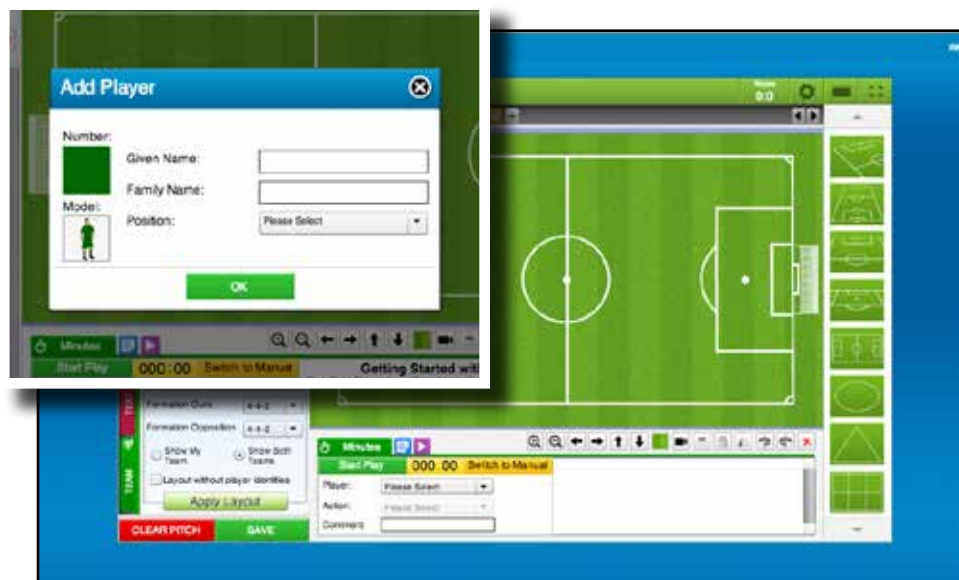 Add Player
Number:
Given Name:
Family Name:
Model:
Position:
Please Select
OK
Minutes
Start Play
000:00
Switch to Manual
Getting Started with
0:0
TEAM
Formation Ours
4-4-2
Formation Opposition
4-4-2
Show My Team
Show Both Teams
Layout without player identities
Apply Layout
CLEAR PITCH
SAVE
Minutes
Start Play
000:00
Switch to Manual
Player:
Please Select
Action:
Please Select
Comment